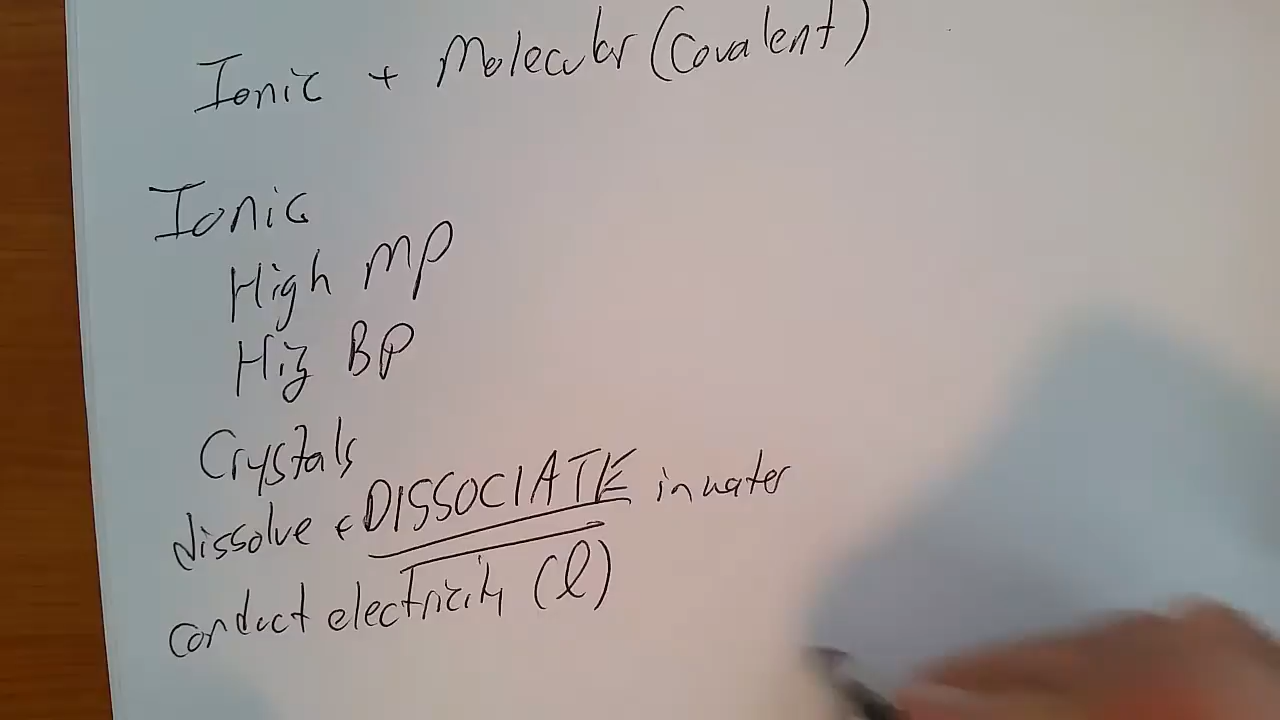 Ionic + Molecular (Covalent)
Ionic
High MP
Hig BP
Crystals
dissolve & DISSOCIATE in water
conduct electricity (l)